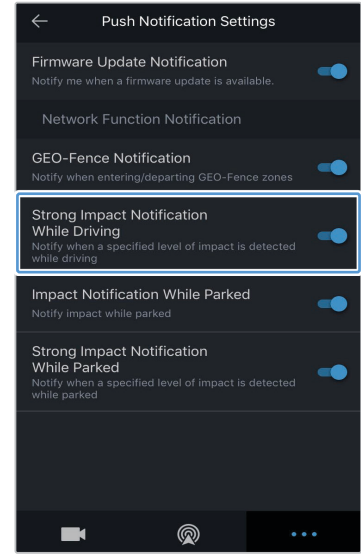 Push Notification Settings
Firmware Update Notification
Notify me when a firmware update is available.
Network Function Notification
GEO-Fence Notification
Notify when entering/departing GEO-Fence zones
Strong Impact Notification
While Driving
Notify when a specified level of impact is detected
while driving
Impact Notification While Parked
Notify impact while parked
Strong Impact Notification
While Parked
Notify when a specified level of impact is detected
while parked